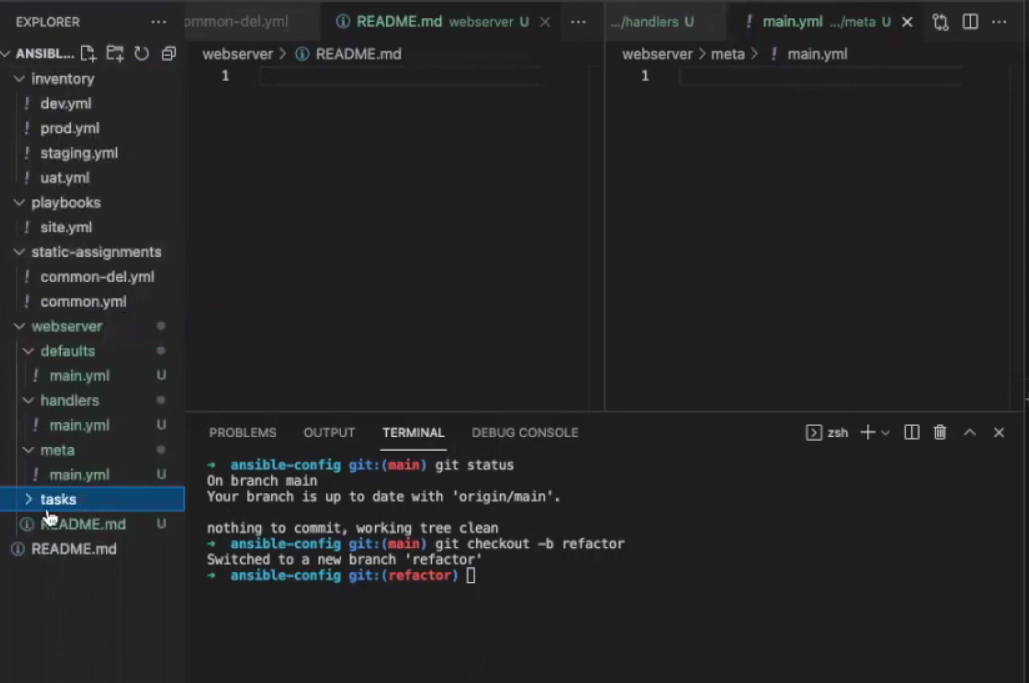 EXPLORER
ANSIBL...
inventory
! dev.yml
! prod.yml
! staging.yml
! uat.yml
playbooks
! site.yml
static-assignments
! common-del.yml
! common.yml
webserver
defaults
! main.yml U
handlers
! main.yml U
meta
! main.yml U
tasks
README.md U
README.md
ommon-del.yml
README.md webserver U
webserver > README.md
1
.../handlers U
! main.yml .../meta U
webserver > meta > ! main.yml
1
PROBLEMS OUTPUT TERMINAL DEBUG CONSOLE
zsh
→ ansible-config git:(main) git status
On branch main
Your branch is up to date with 'origin/main'.
nothing to commit, working tree clean
→ ansible-config git:(main) git checkout -b refactor
Switched to a new branch 'refactor'
→ ansible-config git:(refactor)